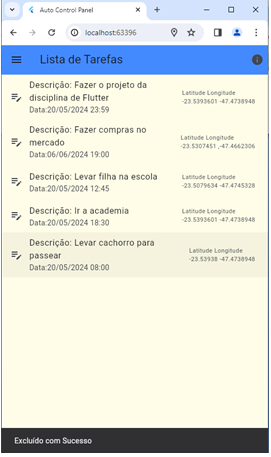 Auto Control Panel
localhost:63396
Lista de Tarefas
Descrição: Fazer o projeto da
disciplina de Flutter
Data:20/05/2024 23:59
Latitude Longitude
-23.5393601 -47.4738948
Descrição: Fazer compras no
mercado
Data:06/06/2024 19:00
Latitude Longitude
-23.5307451 ,-47.4662306
Descrição: Levar filha na escola
Data:20/05/2024 12:45
Latitude Longitude
-23.5079634 -47.4745328
Descrição: Ir a academia
Data:20/05/2024 18:30
Latitude Longitude
-23.5393601 -47.4738948
Descrição: Levar cachorro para
passear
Data:20/05/2024 08:00
Latitude Longitude
-23.53938 -47.4738948
Excluído com Sucesso